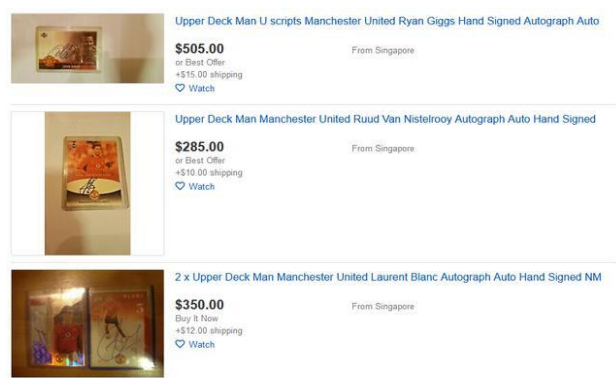 Upper Deck Man U scripts Manchester United Ryan Giggs Hand Signed Autograph Auto
$505.00 From Singapore
or Best Offer
+$15.00 shipping
Watch
Upper Deck Man Manchester United Ruud Van Nistelrooy Autograph Auto Hand Signed
$285.00 From Singapore
or Best Offer
+$10.00 shipping
Watch
2 x Upper Deck Man Manchester United Laurent Blanc Autograph Auto Hand Signed NM
$350.00 From Singapore
Buy It Now
+$12.00 shipping
Watch